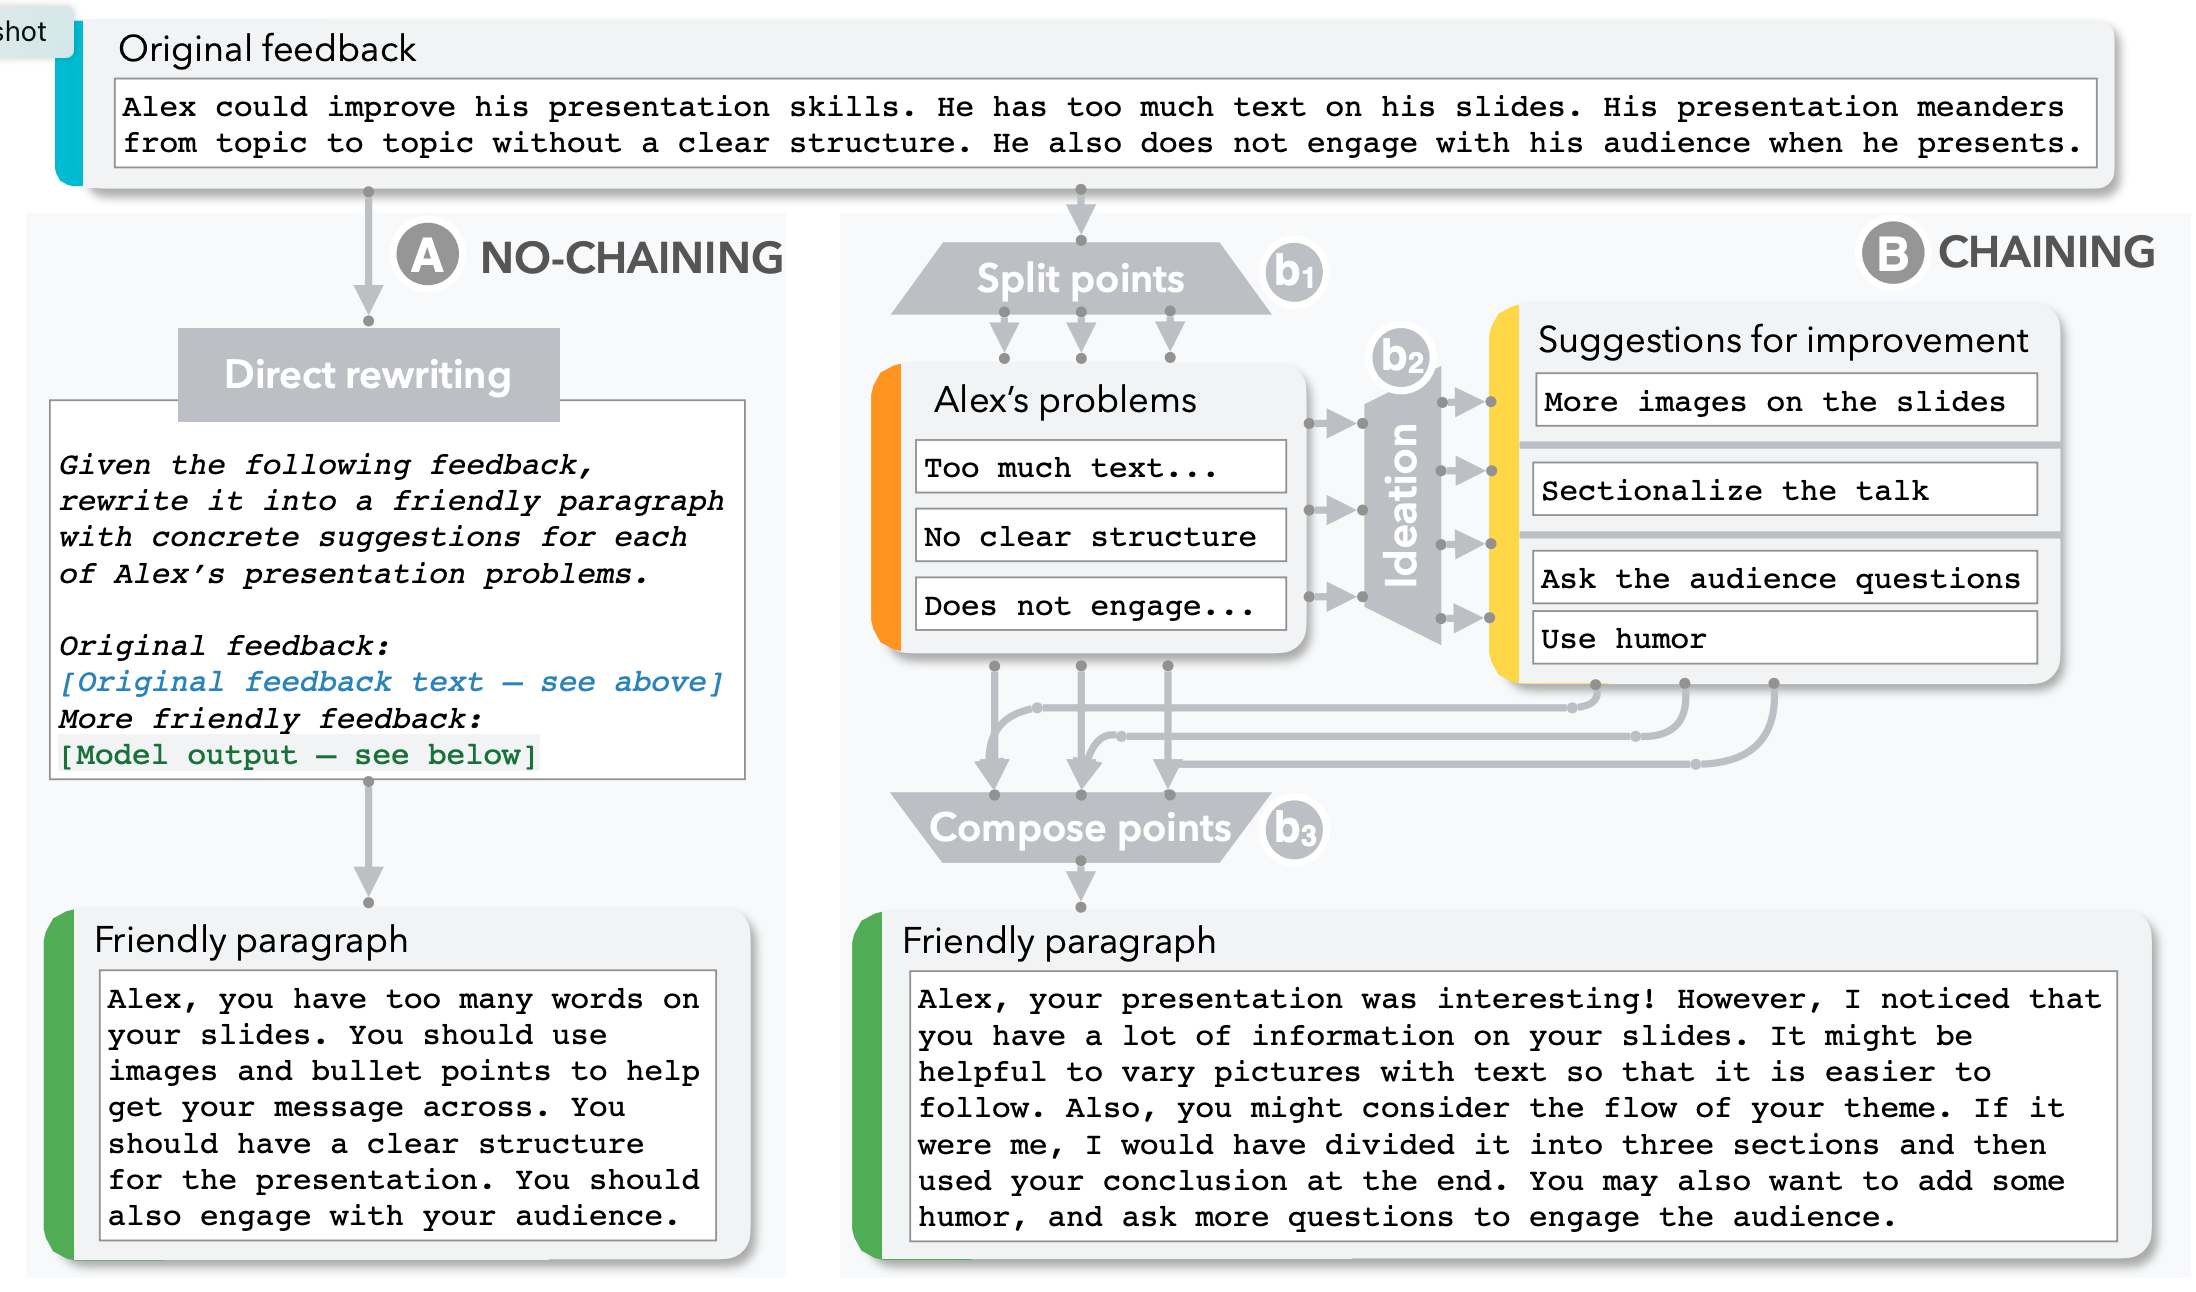 shot
Original feedback
Alex could improve his presentation skills. He has too much text on his slides. His presentation meanders
from topic to topic without a clear structure. He also does not engage with his audience when he presents.
A NO-CHAINING
Direct rewriting
Given the following feedback,
rewrite it into a friendly paragraph
with concrete suggestions for each
of Alex’s presentation problems.
Original feedback:
[Original feedback text — see above]
More friendly feedback:
[Model output — see below]
Friendly paragraph
Alex, you have too many words on
your slides. You should use
images and bullet points to help
get your message across. You
should have a clear structure
for the presentation. You should
also engage with your audience.
B CHAINING
Split points
b1
Alex’s problems
Too much text...
No clear structure
Does not engage...
b2
Ideation
Suggestions for improvement
More images on the slides
Sectionalize the talk
Ask the audience questions
Use humor
Compose points
b3
Friendly paragraph
Alex, your presentation was interesting! However, I noticed that
you have a lot of information on your slides. It might be
helpful to vary pictures with text so that it is easier to
follow. Also, you might consider the flow of your theme. If it
were me, I would have divided it into three sections and then
used your conclusion at the end. You may also want to add some
humor, and ask more questions to engage the audience.